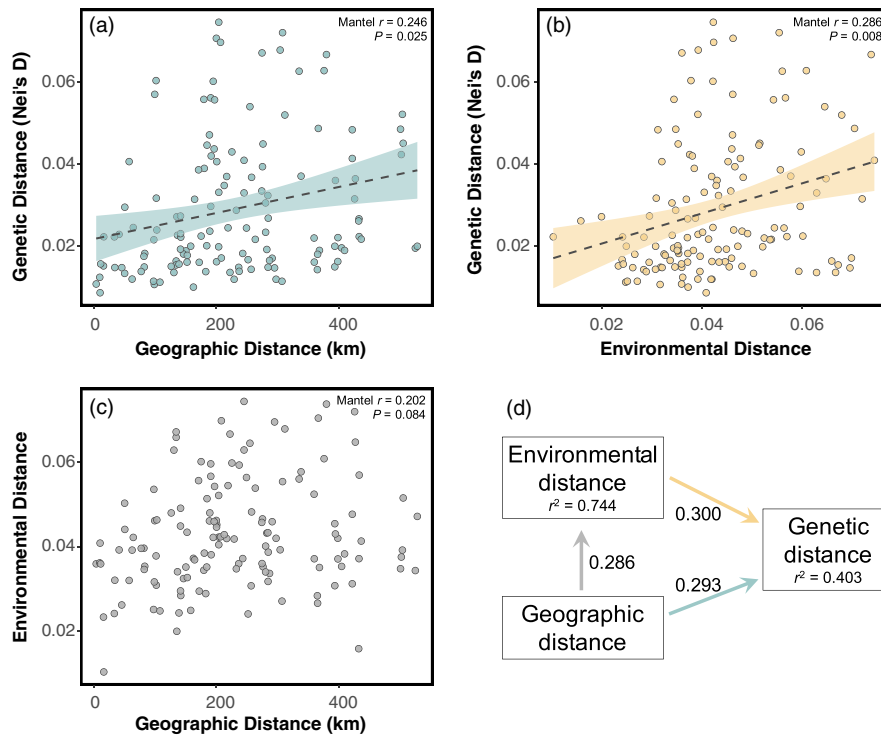 (a)
Mantel r = 0.246
P = 0.025
Genetic Distance (Nei's D)
0.06
0.04
0.02
0
200
400
Geographic Distance (km)
(b)
Mantel r = 0.286
P = 0.008
Genetic Distance (Nei's D)
0.06
0.04
0.02
0.02
0.04
0.06
Environmental Distance
(c)
Mantel r = 0.202
P = 0.084
Environmental Distance
0.06
0.04
0.02
0
200
400
Geographic Distance (km)
(d)
Environmental
distance
r² = 0.744
0.300
Genetic
distance
r² = 0.403
0.286
0.293
Geographic
distance